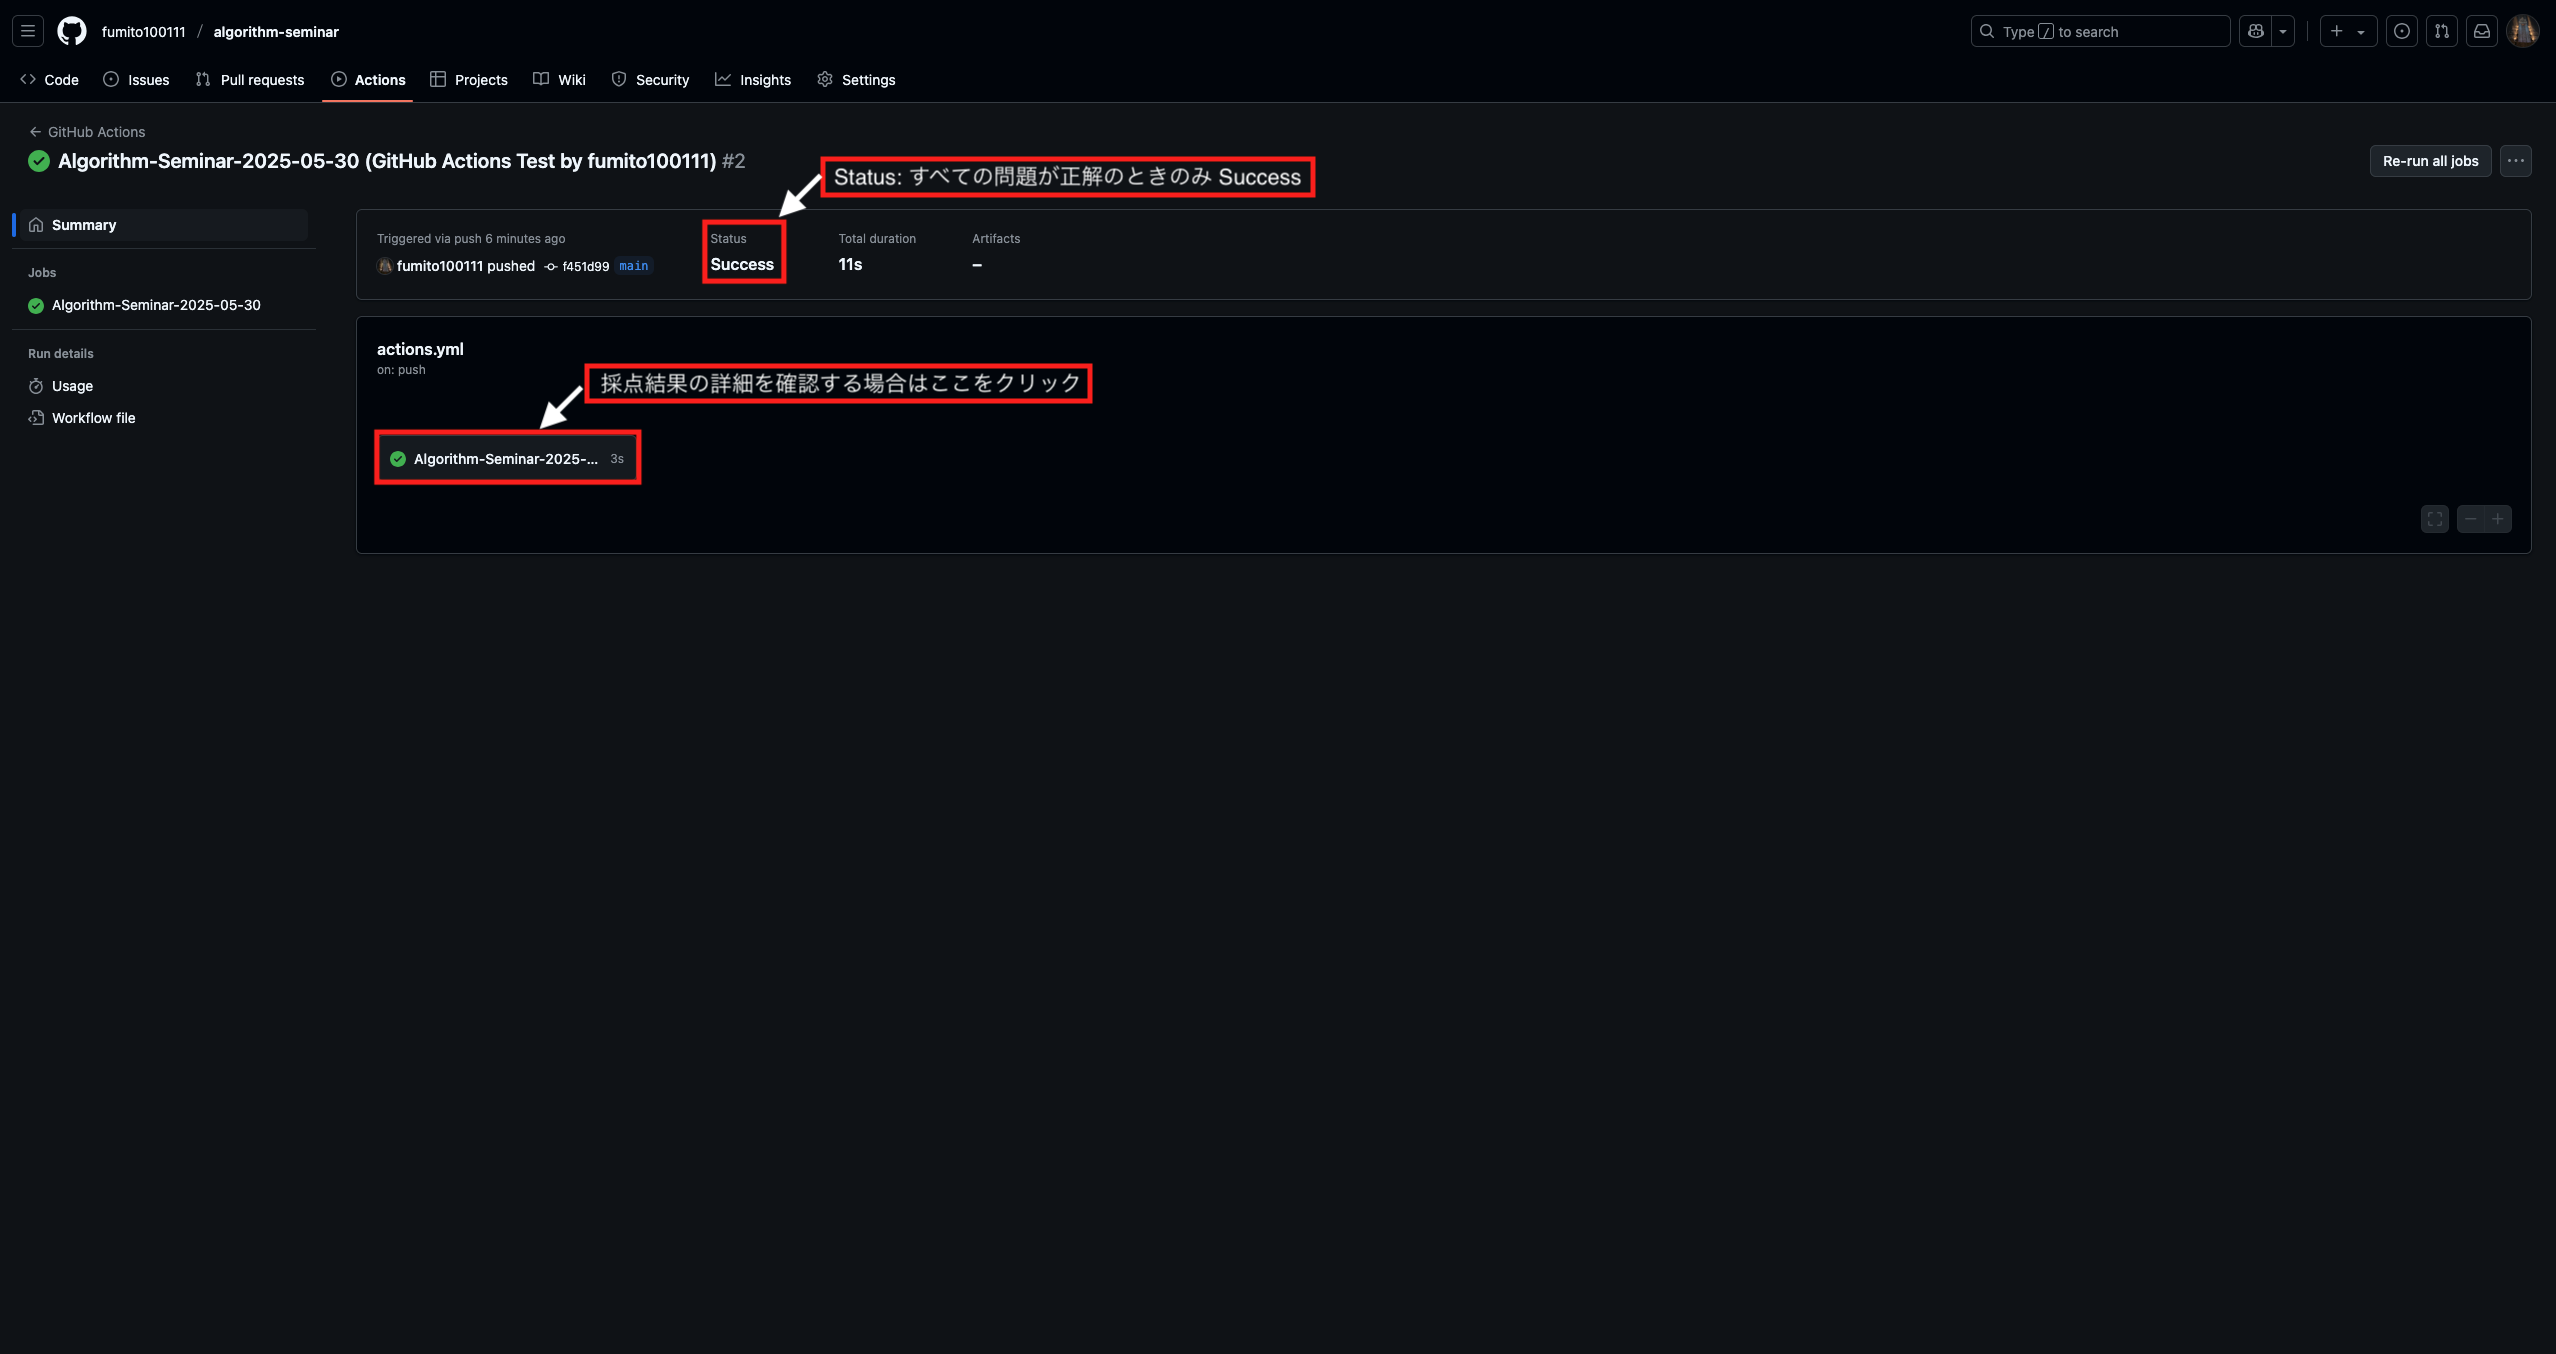 fumito100111 / algorithm-seminar
Type / to search
Code Issues Pull requests Actions Projects Wiki Security Insights Settings
← GitHub Actions
Algorithm-Seminar-2025-05-30 (GitHub Actions Test by fumito100111) #2
Re-run all jobs
Status: すべての問題が正解のときのみ Success
Summary
Jobs
Algorithm-Seminar-2025-05-30
Run details
Usage
Workflow file
Triggered via push 6 minutes ago
fumito100111 pushed f451d99 main
Status
Success
Total duration
11s
Artifacts
–
actions.yml
on: push
採点結果の詳細を確認する場合はここをクリック
Algorithm-Seminar-2025-... 3s